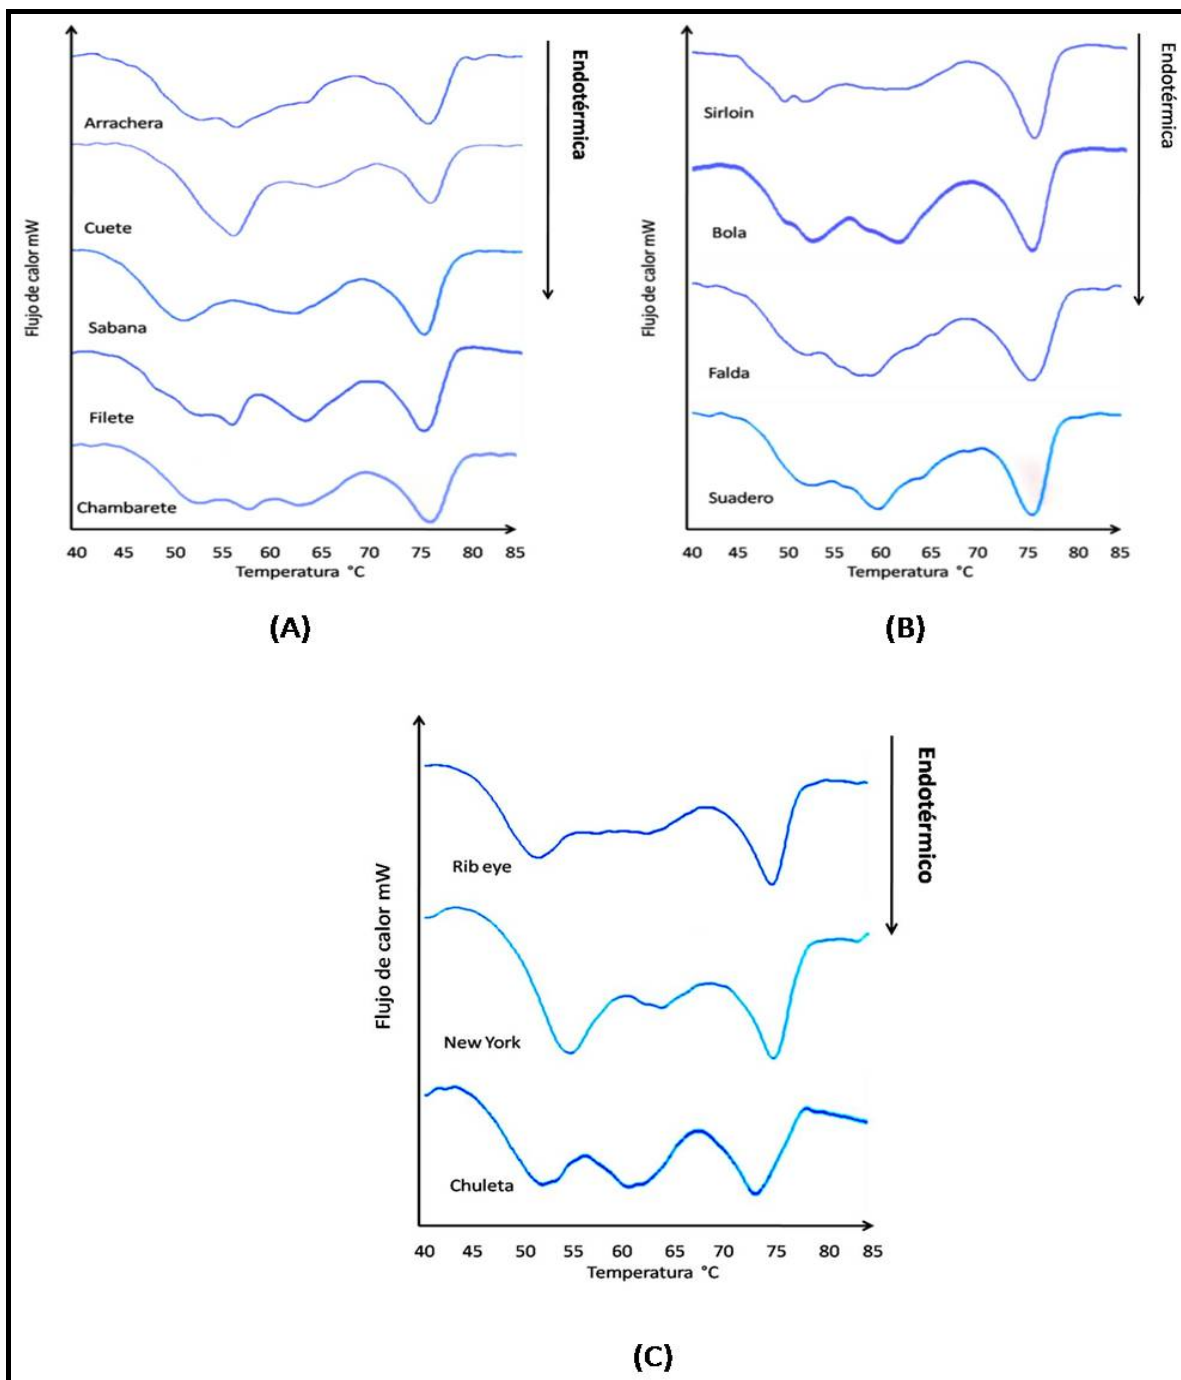 Endotérmica
Arrachera
Cuete
Sabana
Filete
Chambarete
Flujo de calor mW
40 45 50 55 60 65 70 75 80 85
Temperatura °C
(A)
Endotérmica
Sirloin
Bola
Falda
Suadero
Flujo de calor mW
40 45 50 55 60 65 70 75 80 85
Temperatura °C
(B)
Endotérmico
Rib eye
New York
Chuleta
Flujo de calor mW
40 45 50 55 60 65 70 75 80 85
Temperatura °C
(C)